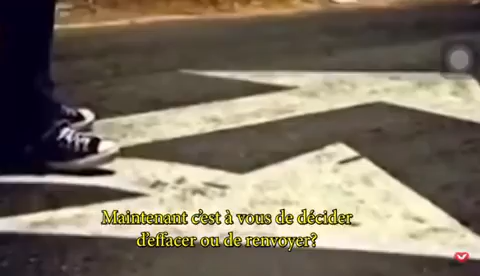 Maintenant c'est à vous de décider
d'effacer ou de renvoyer?